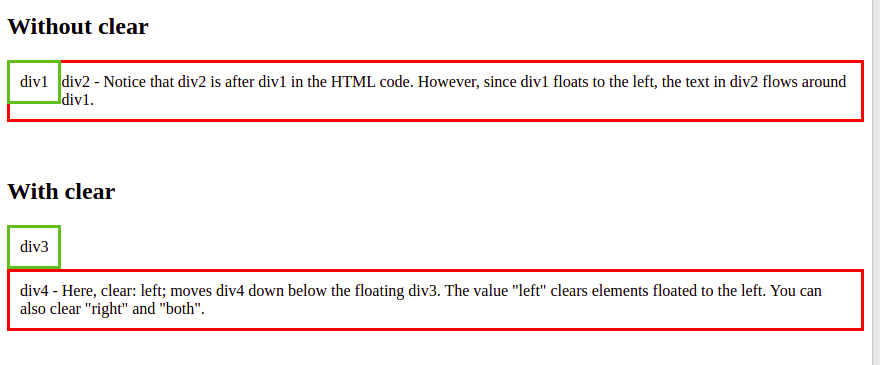 Without clear
div1
div2 - Notice that div2 is after div1 in the HTML code. However, since div1 floats to the left, the text in div2 flows around
div1.
With clear
div3
div4 - Here, clear: left; moves div4 down below the floating div3. The value "left" clears elements floated to the left. You can
also clear "right" and "both".